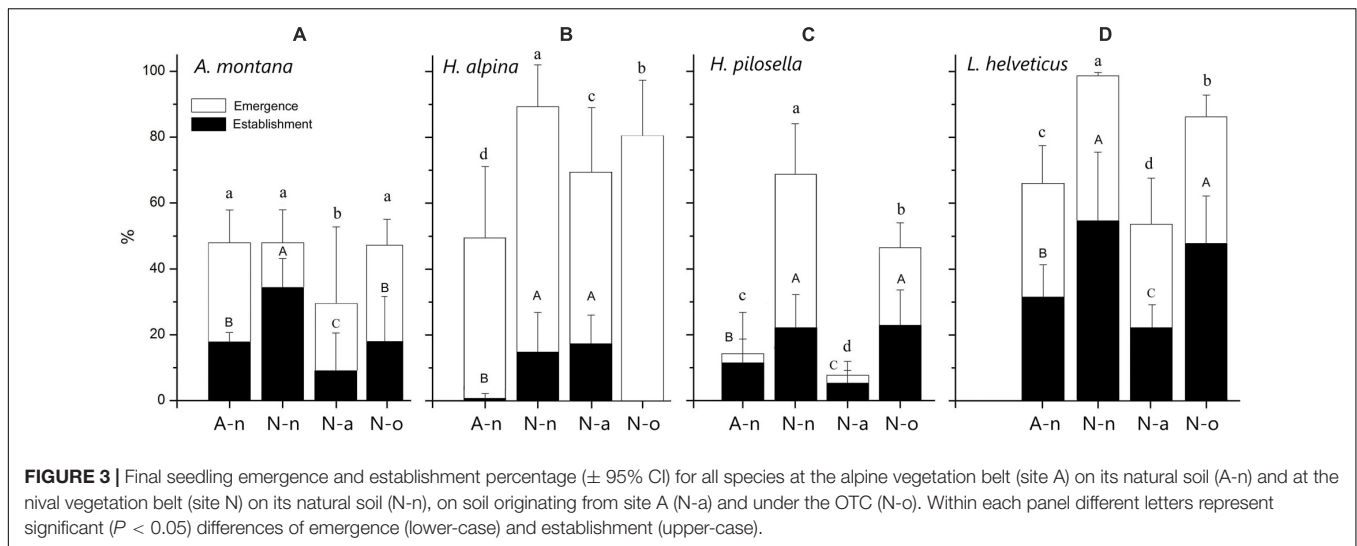 A B C D
A. montana H. alpina H. pilosella L. helveticus
Emergence
Establishment
%
100
80
60
40
20
0
a a b a
B A C B
d a c b
B A A
c a d b
B A C A
c a d b
B A C A
A-n N-n N-a N-o A-n N-n N-a N-o A-n N-n N-a N-o A-n N-n N-a N-o
FIGURE 3 | Final seedling emergence and establishment percentage (± 95% CI) for all species at the alpine vegetation belt (site A) on its natural soil (A-n) and at the
nival vegetation belt (site N) on its natural soil (N-n), on soil originating from site A (N-a) and under the OTC (N-o). Within each panel different letters represent
significant (P < 0.05) differences of emergence (lower-case) and establishment (upper-case).